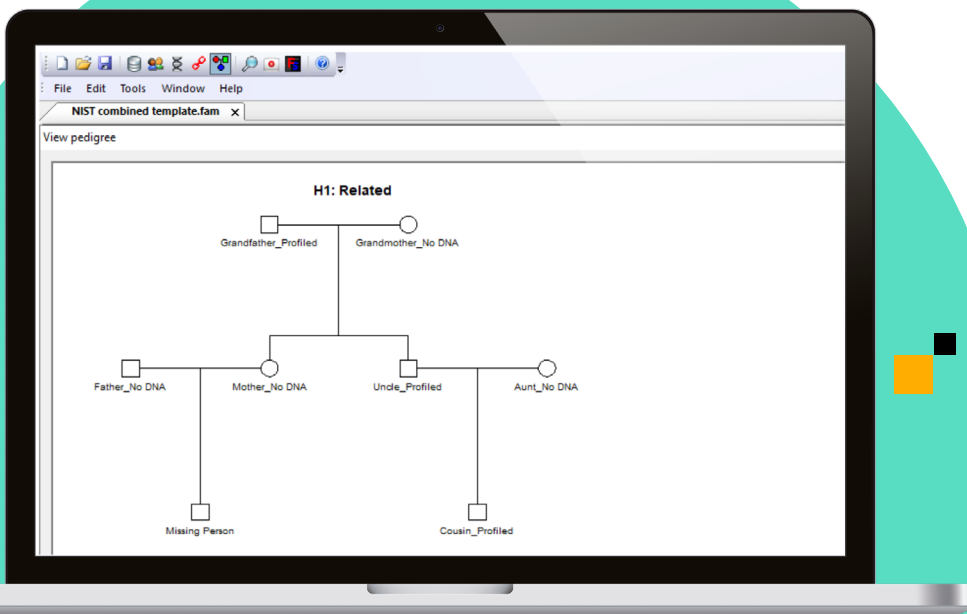 File Edit Tools Window Help
NIST combined template.fam x
View pedigree
H1: Related
Grandfather_Profiled Grandmother_No DNA
Father_No DNA Mother_No DNA Uncle_Profiled Aunt_No DNA
Missing Person Cousin_Profiled